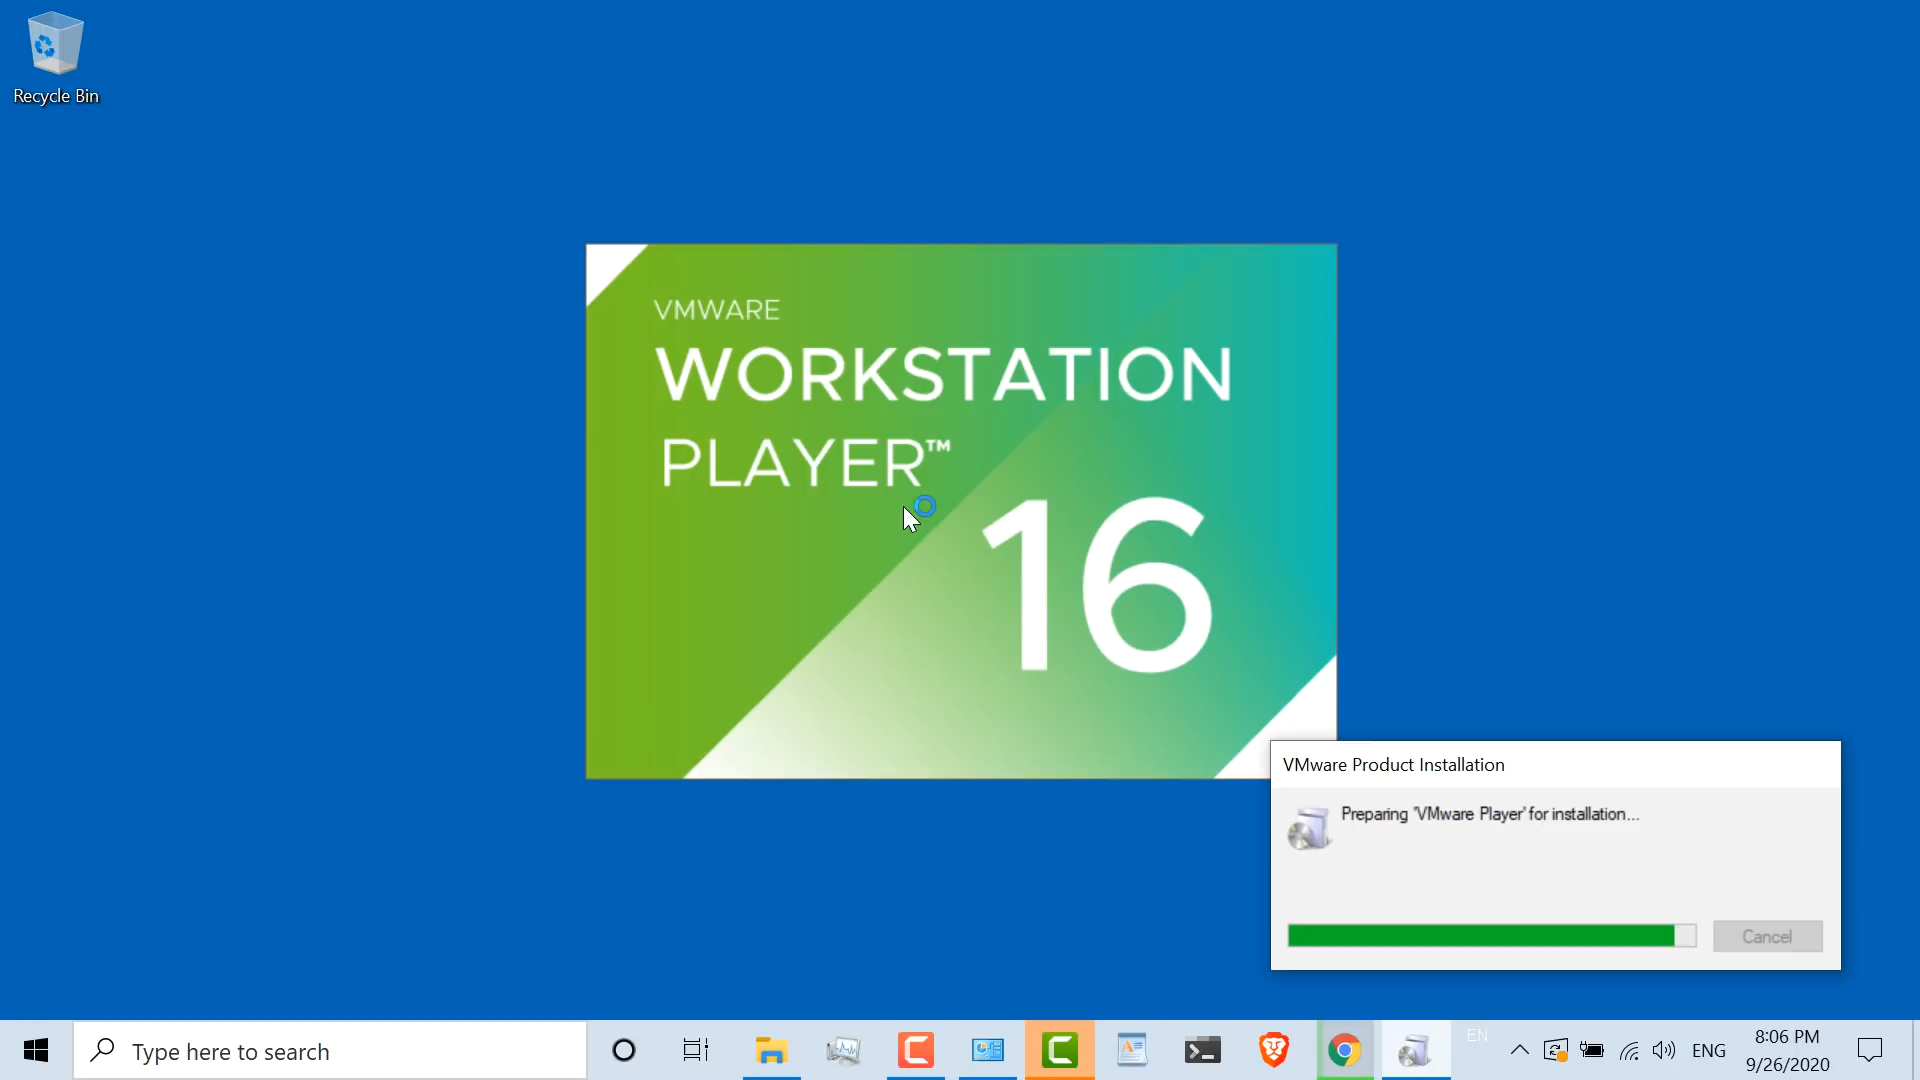 Recycle Bin
VMWARE
WORKSTATION
PLAYER™
16
VMware Product Installation
Preparing 'VMware Player' for installation...
Cancel
Type here to search
EN
ENG
8:06 PM
9/26/2020